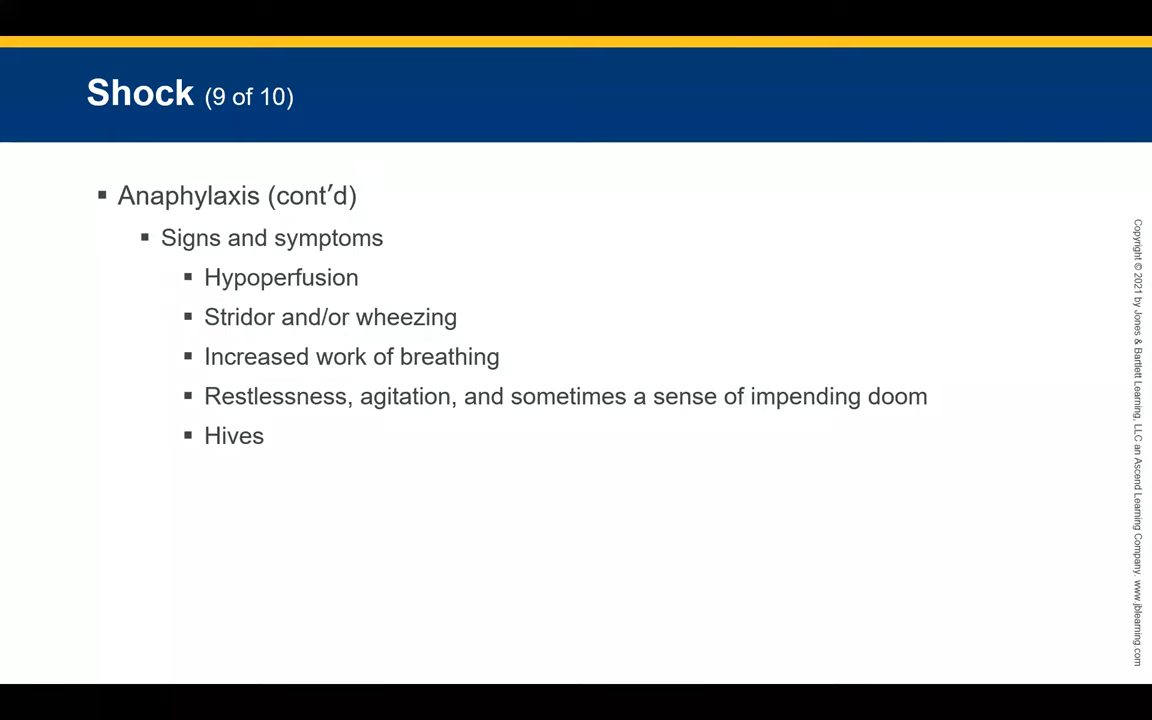 Shock (9 of 10)
▪ Anaphylaxis (cont’d)
▪ Signs and symptoms
▪ Hypoperfusion
▪ Stridor and/or wheezing
▪ Increased work of breathing
▪ Restlessness, agitation, and sometimes a sense of impending doom
▪ Hives
Copyright © 2021 by Jones & Bartlett Learning, LLC an Ascend Learning Company. www.jblearning.com